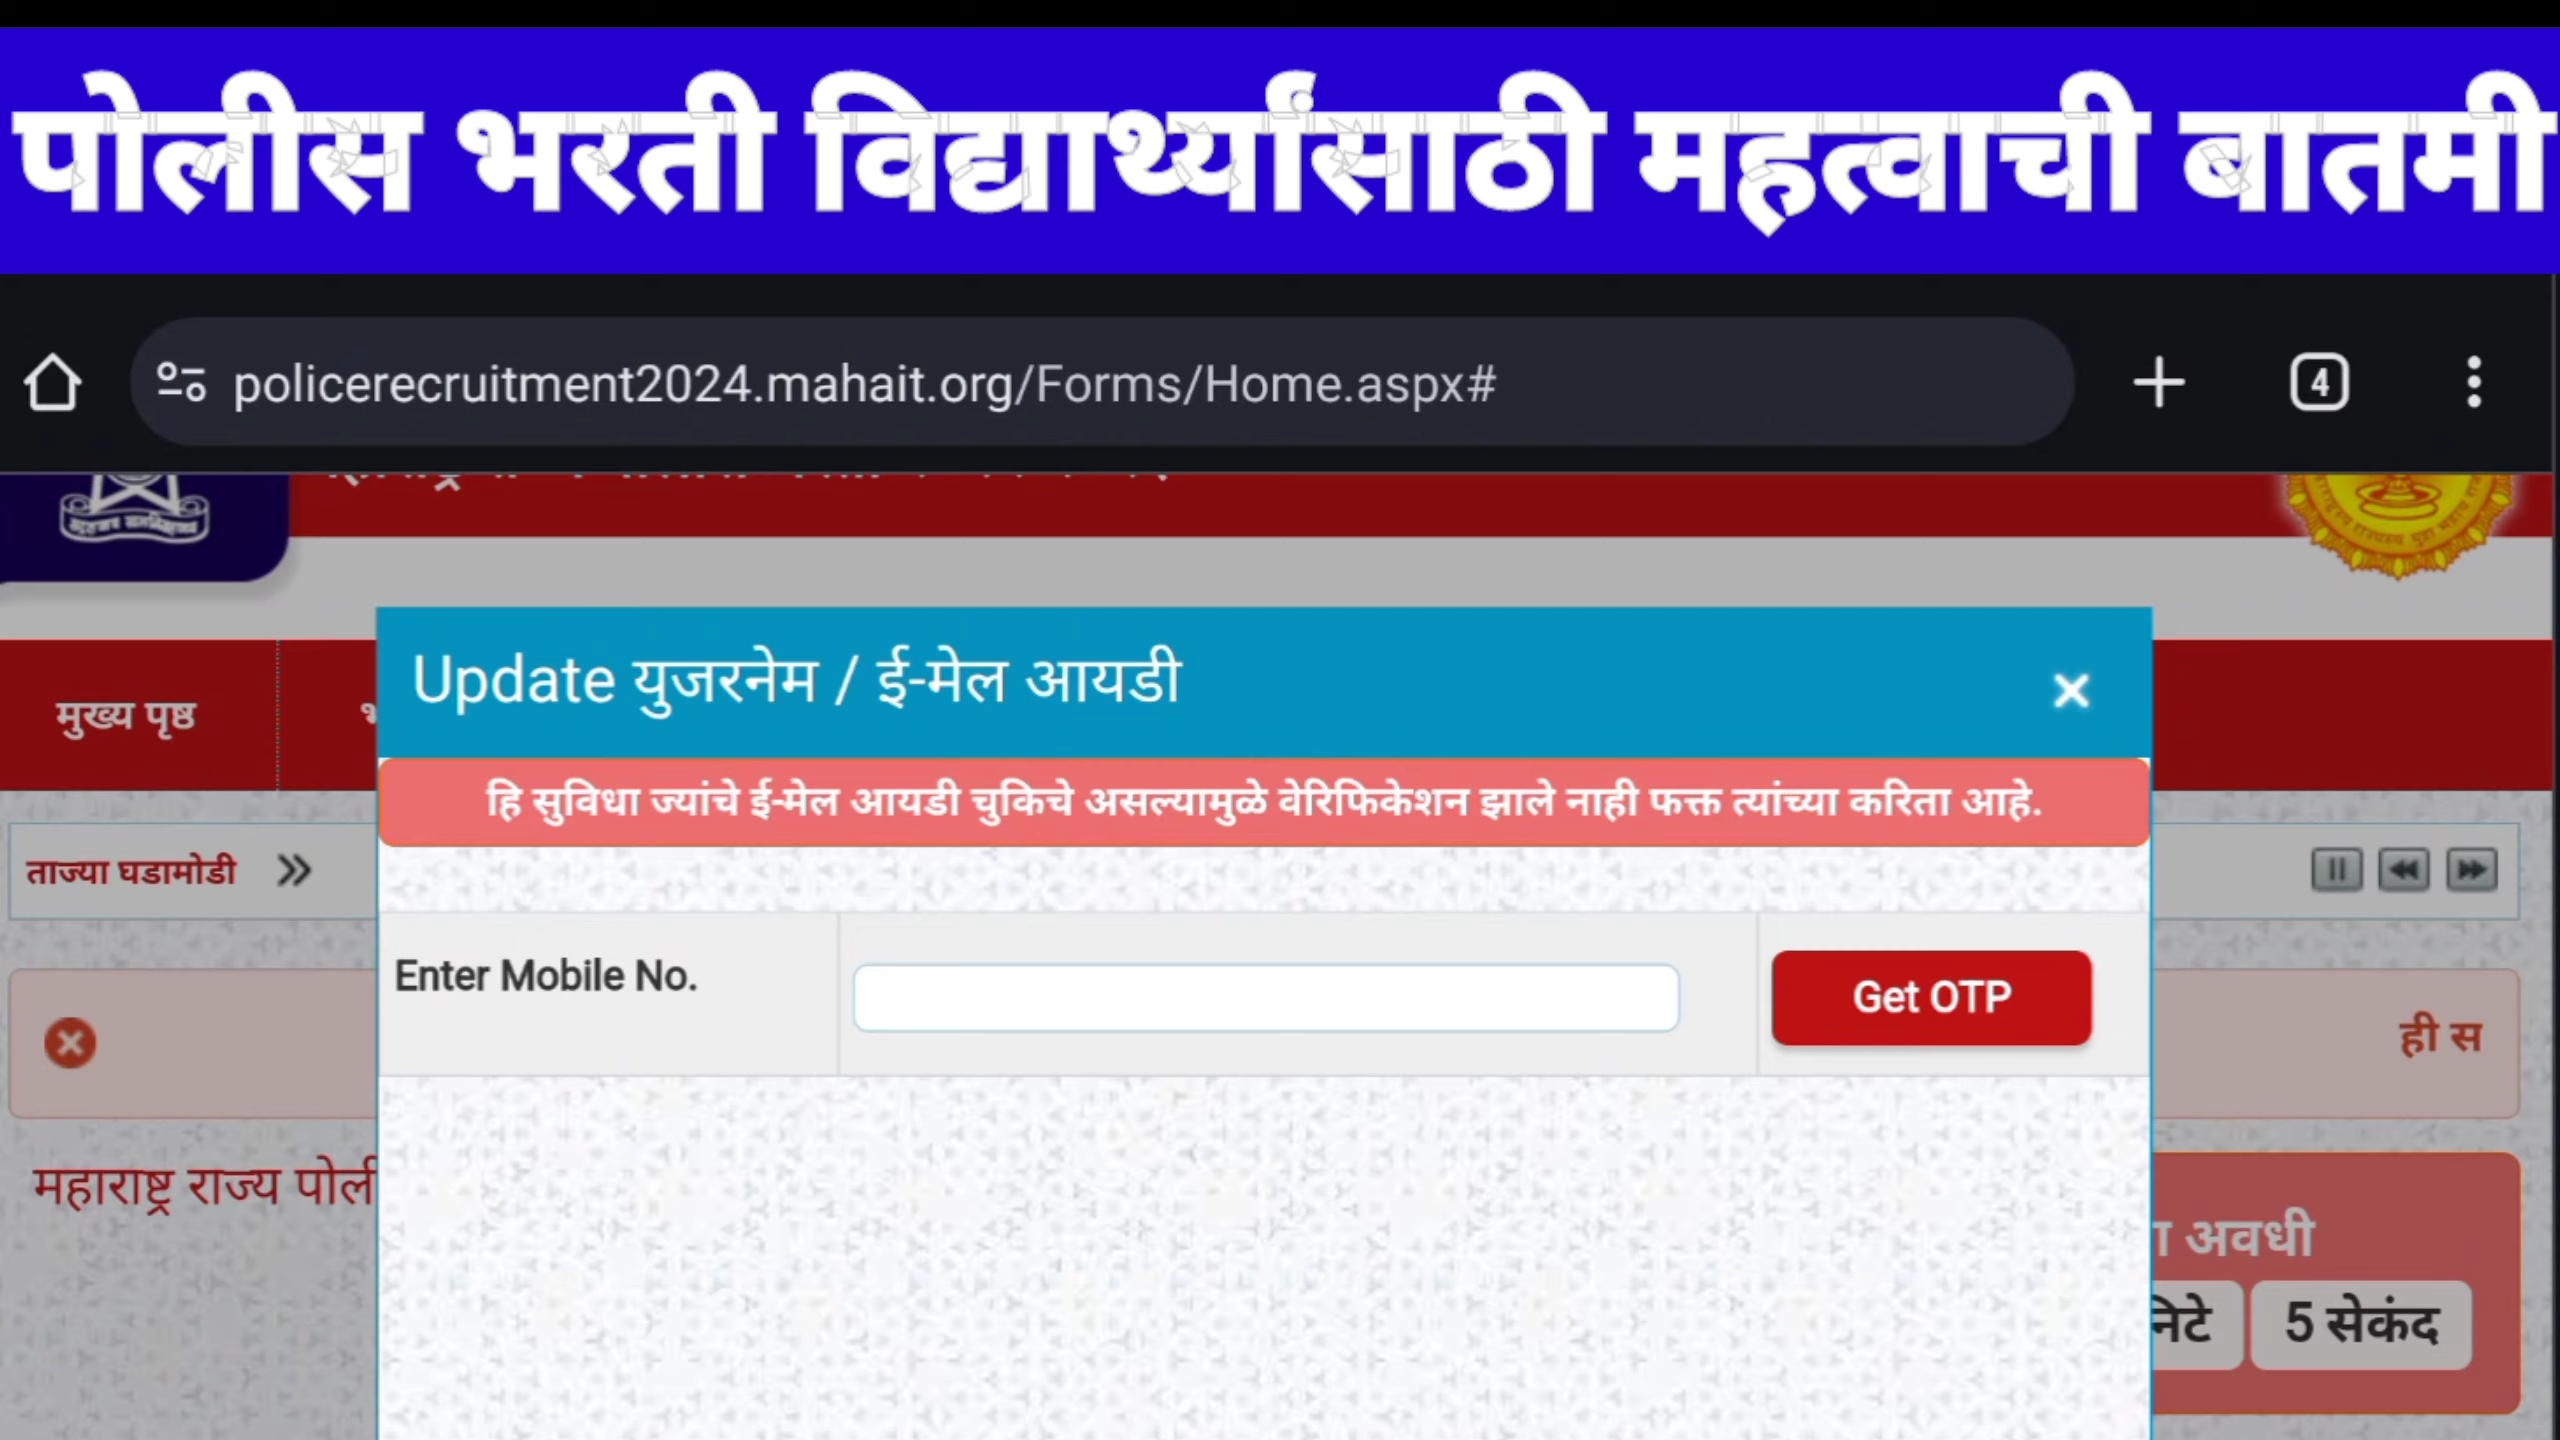 पोलीस भरती विद्यार्थ्यांसाठी महत्वाची बातमी
policerecruitment2024.mahait.org/Forms/Home.aspx#
4
Update युजरनेम / ई-मेल आयडी
मुख्य पृष्ठ
हि सुविधा ज्यांचे ई-मेल आयडी चुकिचे असल्यामुळे वेरिफिकेशन झाले नाही फक्त त्यांच्या करिता आहे.
ताज्या घडामोडी
Enter Mobile No.
Get OTP
ही स
महाराष्ट्र राज्य
अवधी
5 सेकंद